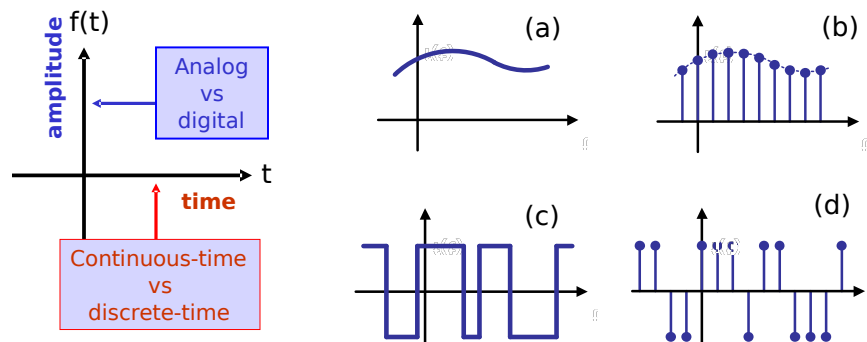 f(t)
amplitude
Analog
vs
digital
t
time
Continuous-time
vs
discrete-time
(a)
(b)
(c)
(d)